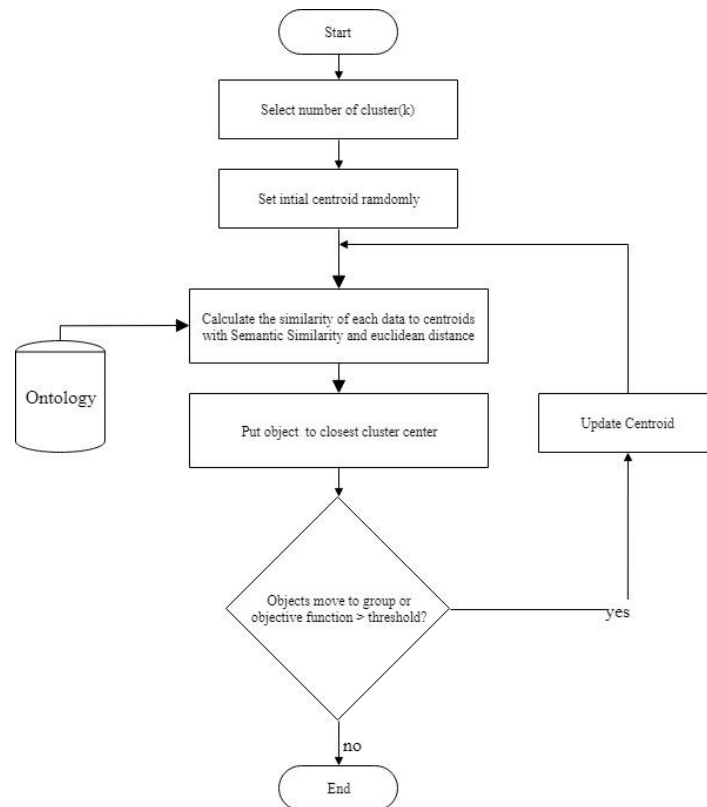 Start
Select number of cluster(k)
Set intial centroid ramdomly
Calculate the similarity of each data to centroids
with Semantic Similarity and euclidean distance
Ontology
Put object to closest cluster center
Update Centroid
Objects move to group or
objective function > threshold?
yes
no
End